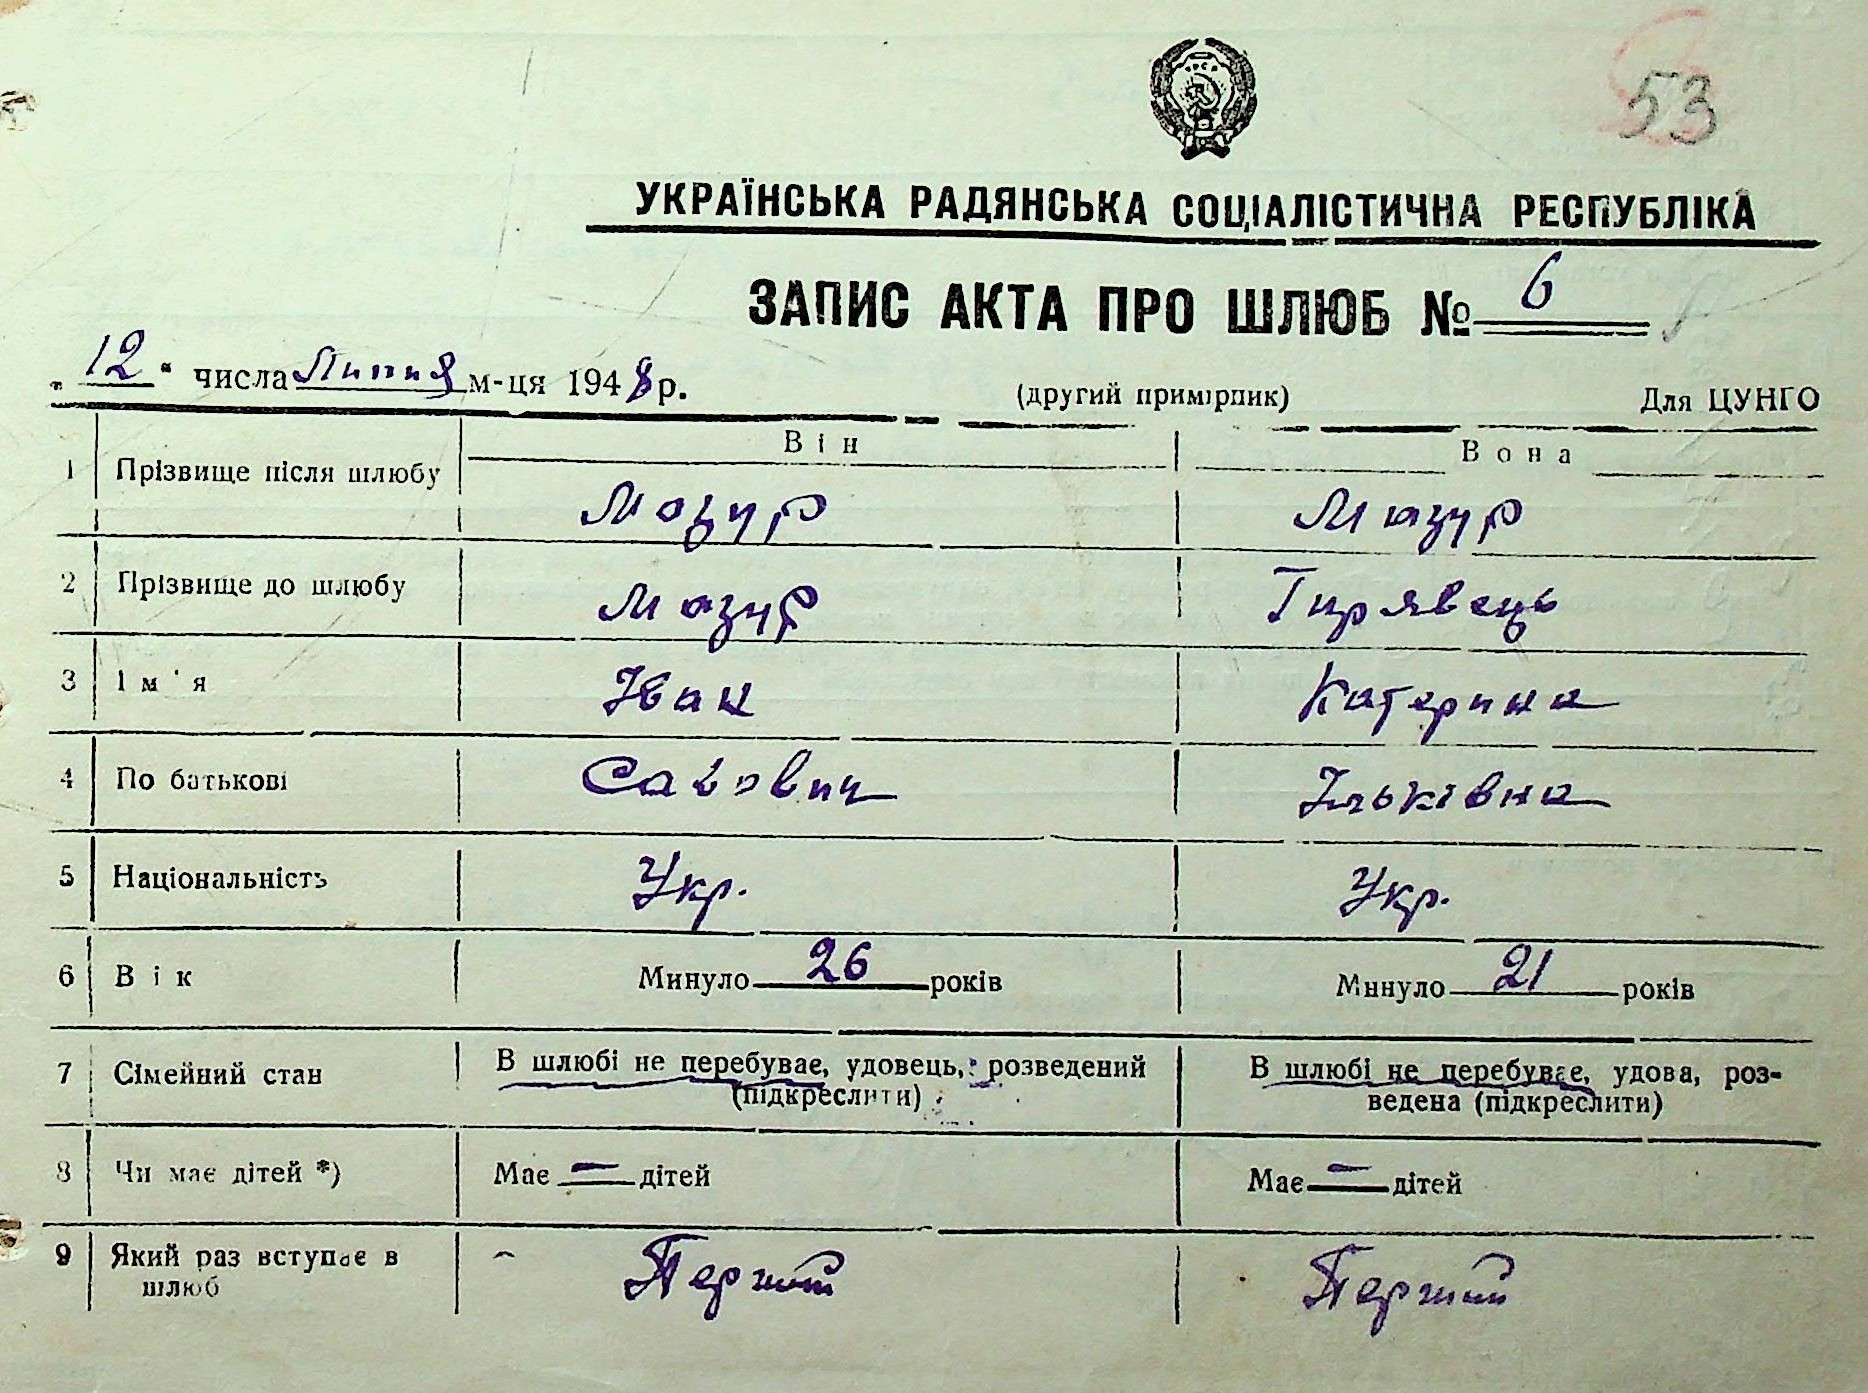 53
УКРАЇНСЬКА РАДЯНСЬКА СОЦІАЛІСТИЧНА РЕСПУБЛІКА
ЗАПИС АКТА ПРО ШЛЮБ № 6
„ 12 " числа Липня м-ця 1948 р. (другий примірник) Для ЦУНГО
Він Вона
1 Прізвище після шлюбу Мазур Мазур
2 Прізвище до шлюбу Мазур Гирявець
3 Ім'я Іван Катерина
4 По батькові Савович Ільківна
5 Національність Укр. Укр.
6 Вік Минуло 26 років Минуло 21 років
7 Сімейний стан В шлюбі не перебуває, удовець, розведений (підкреслити) В шлюбі не перебуває, удова, роз-
ведена (підкреслити)
8 Чи має дітей *) Має — дітей Має — дітей
9 Який раз вступає в Перший Перший
шлюб